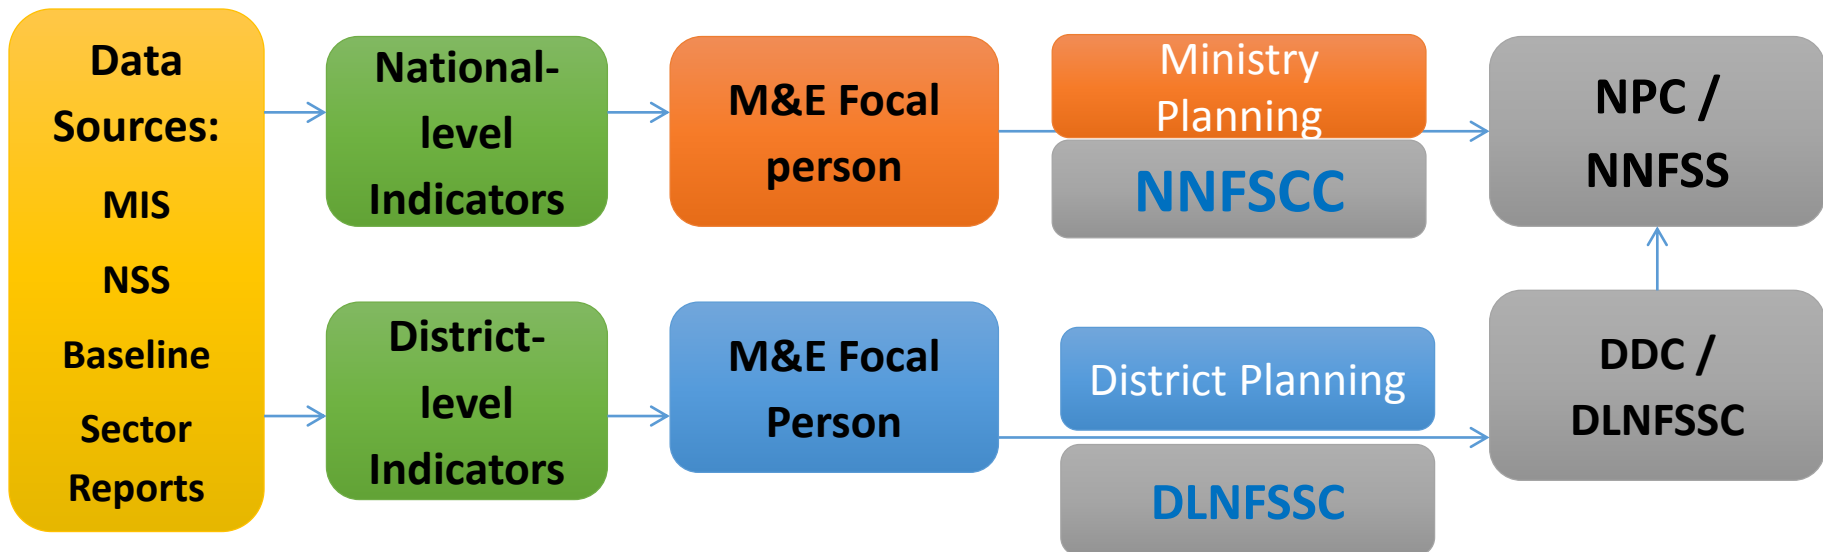 Data
Sources:
MIS
NSS
Baseline
Sector
Reports
National-
level
Indicators
M&E Focal
person
Ministry
Planning
NNFSCC
NPC /
NNFSS
District-
level
Indicators
M&E Focal
Person
District Planning
DLNFSSC
DDC /
DLNFSSC